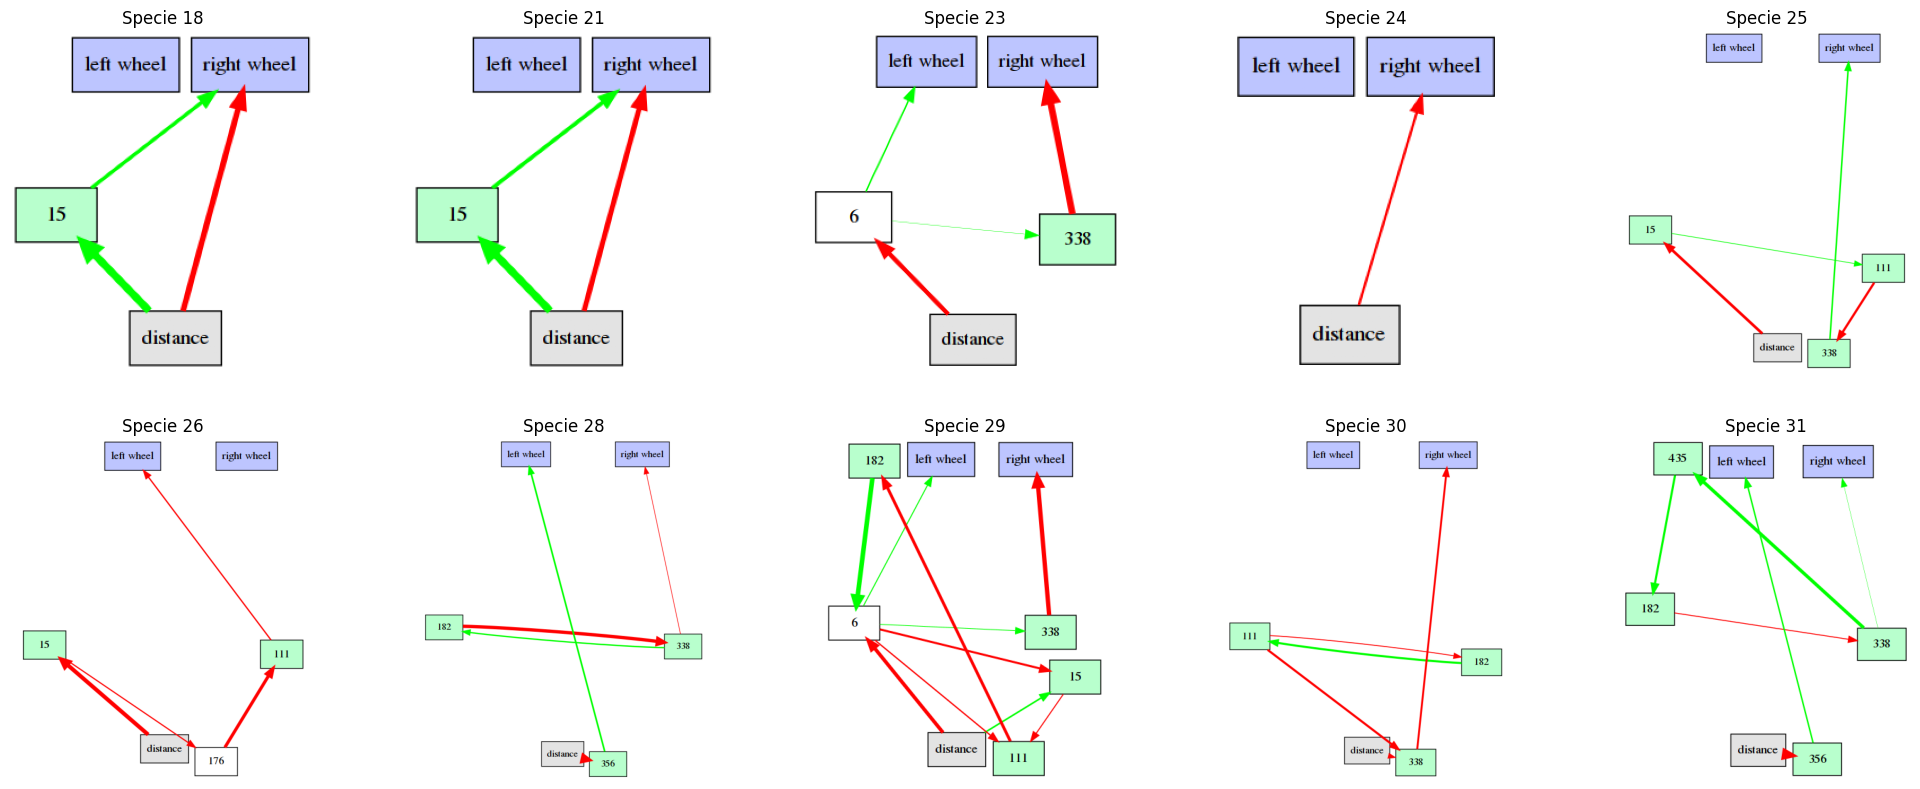 Specie 18
left wheel
right wheel
15
distance
Specie 21
left wheel
right wheel
15
distance
Specie 23
left wheel
right wheel
6
338
distance
Specie 24
left wheel
right wheel
distance
Specie 25
left wheel
right wheel
15
111
distance
338
Specie 26
left wheel
right wheel
15
111
distance
176
Specie 28
left wheel
right wheel
182
338
distance
356
Specie 29
182
left wheel
right wheel
6
338
15
distance
111
Specie 30
left wheel
right wheel
111
182
distance
338
Specie 31
435
left wheel
right wheel
182
338
distance
356